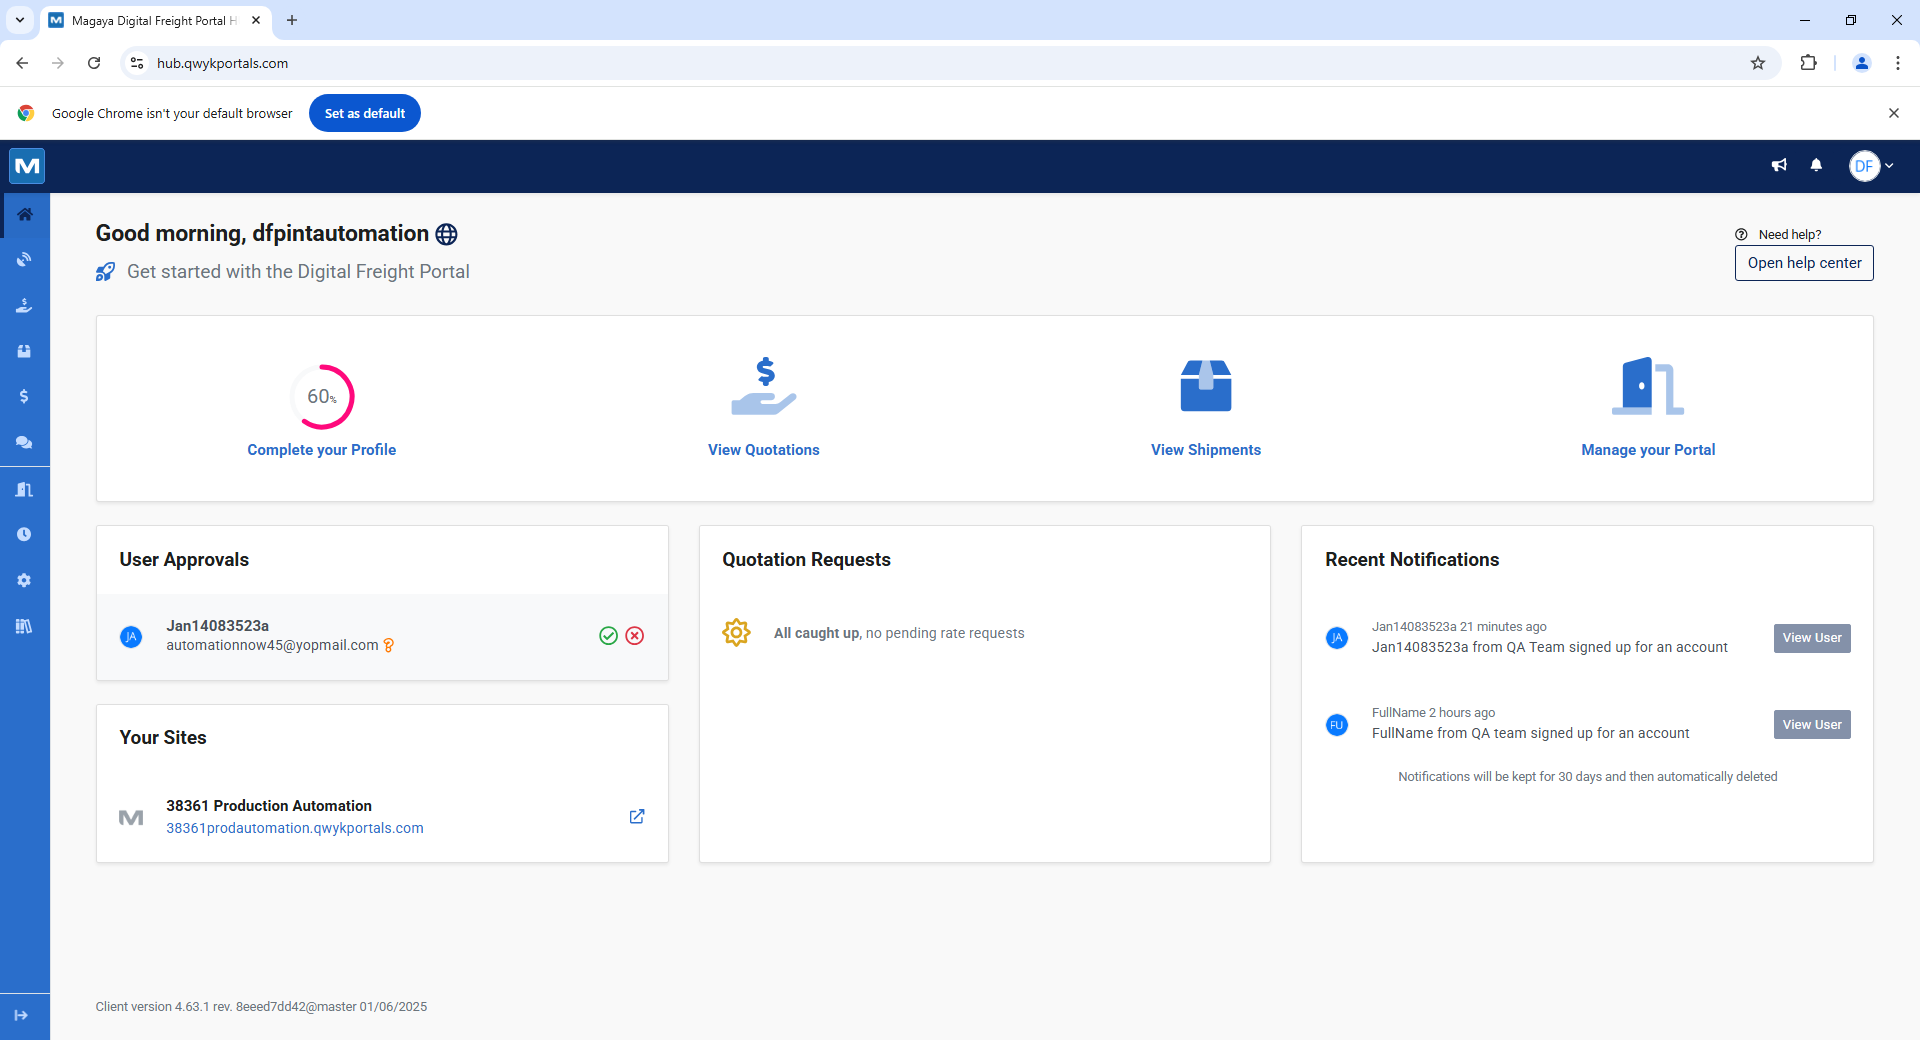 Magaya Digital Freight Portal H
hub.qwykportals.com
Google Chrome isn't your default browser
Set as default
M
DF
Good morning, dfpintautomation
Need help?
Get started with the Digital Freight Portal
Open help center
60%
Complete your Profile
View Quotations
View Shipments
Manage your Portal
User Approvals
JA
Jan14083523a
automationnow45@yopmail.com
Your Sites
38361 Production Automation
38361prodautomation.qwykportals.com
Quotation Requests
All caught up, no pending rate requests
Recent Notifications
JA
Jan14083523a 21 minutes ago
Jan14083523a from QA Team signed up for an account
View User
FU
FullName 2 hours ago
FullName from QA team signed up for an account
View User
Notifications will be kept for 30 days and then automatically deleted
Client version 4.63.1 rev. 8eeed7dd42@master 01/06/2025